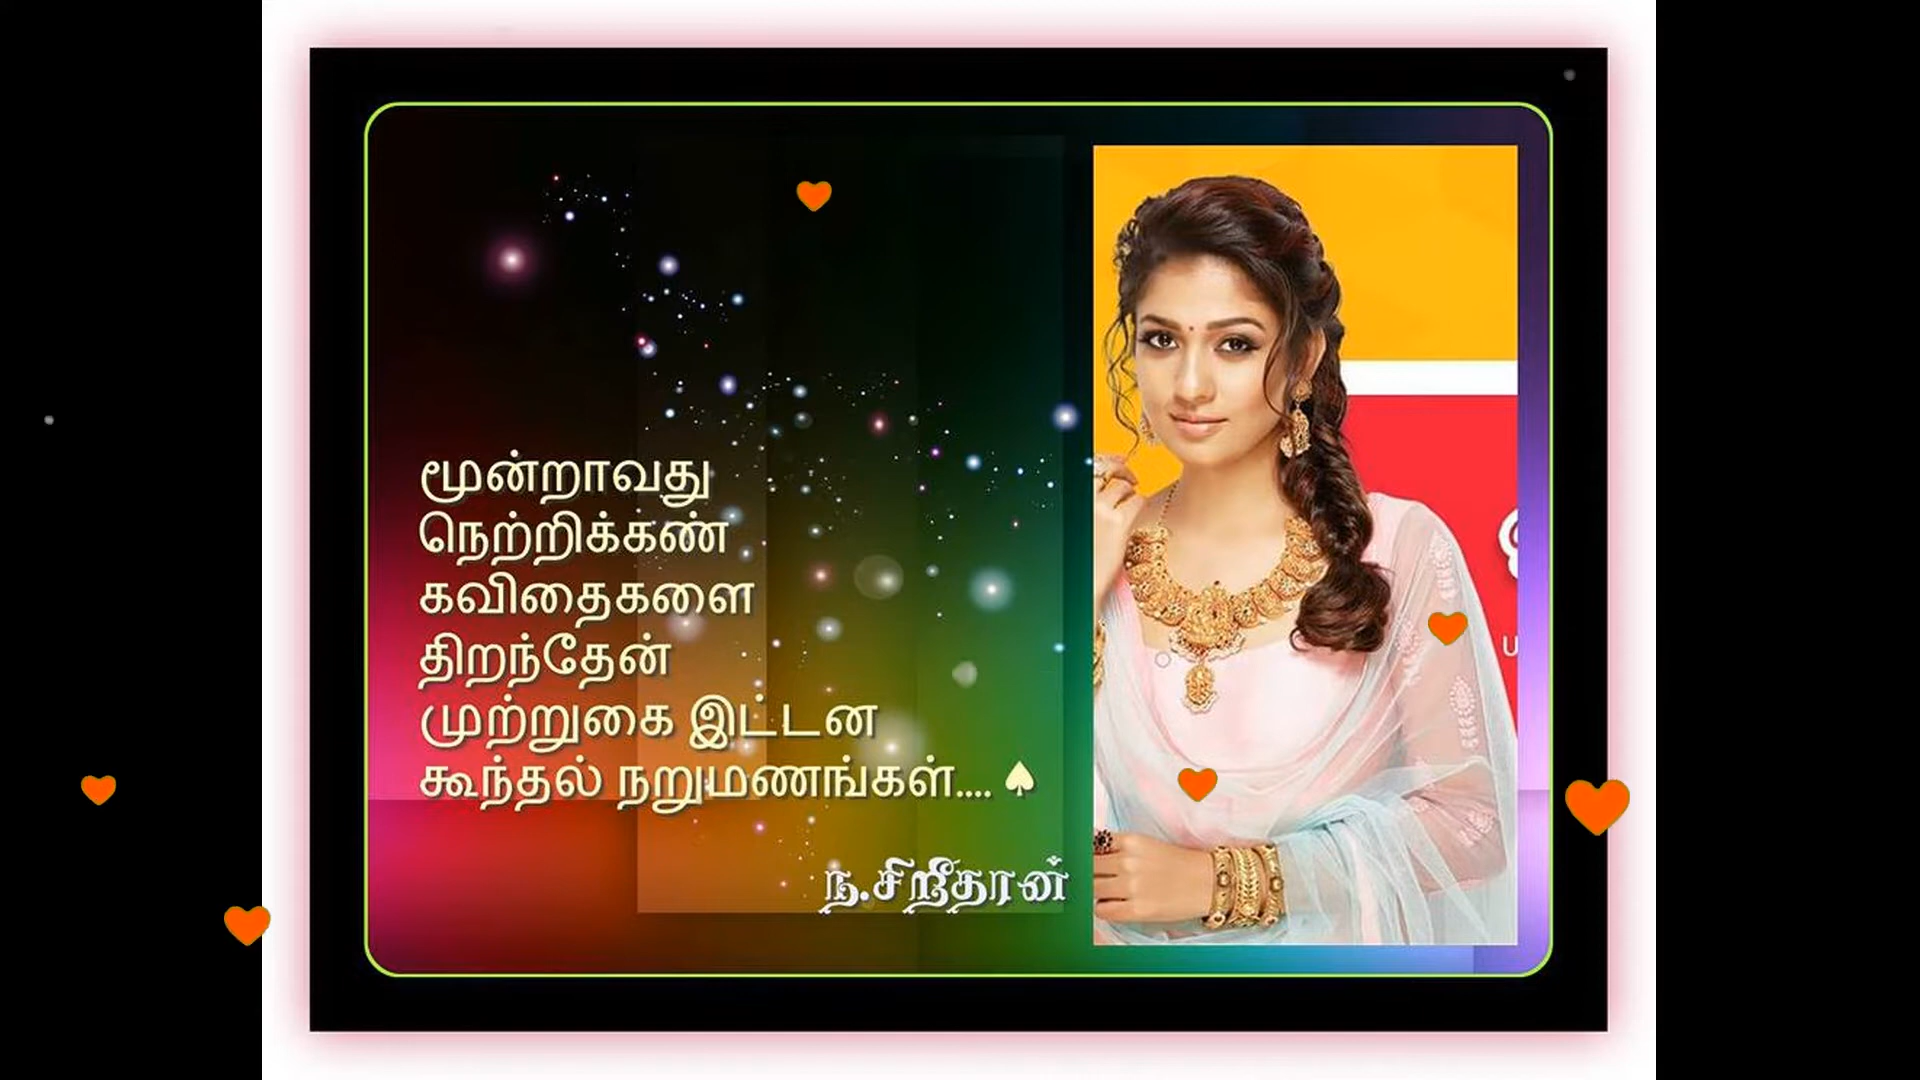 மூன்றாவது
நெற்றிக்கண்
கவிதைகளை
திறந்தேன்
முற்றுகை இட்டன
கூந்தல் நறுமணங்கள்.... ♠
ந.சிறீதரன்